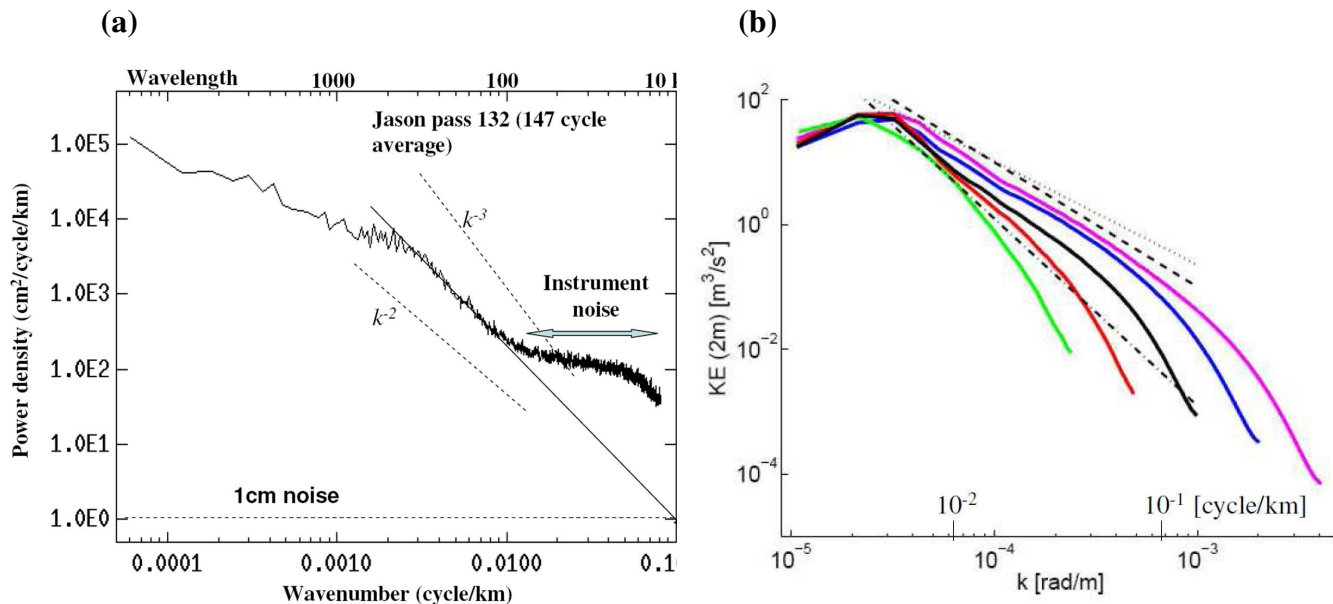 (a)
Wavelength 1000 100 10 k
Power density (cm²/cycle/km)
1.0E5
1.0E4
1.0E3
1.0E2
1.0E1
1.0E0
Jason pass 132 (147 cycle
average)
k⁻³
k⁻²
Instrument
noise
1cm noise
0.0001 0.0010 0.0100 0.10
Wavenumber (cycle/km)
(b)
KE (2m) [m³/s²]
10²
10⁰
10⁻²
10⁻⁴
10⁻² 10⁻¹ [cycle/km]
10⁻⁵ 10⁻⁴ 10⁻³
k [rad/m]